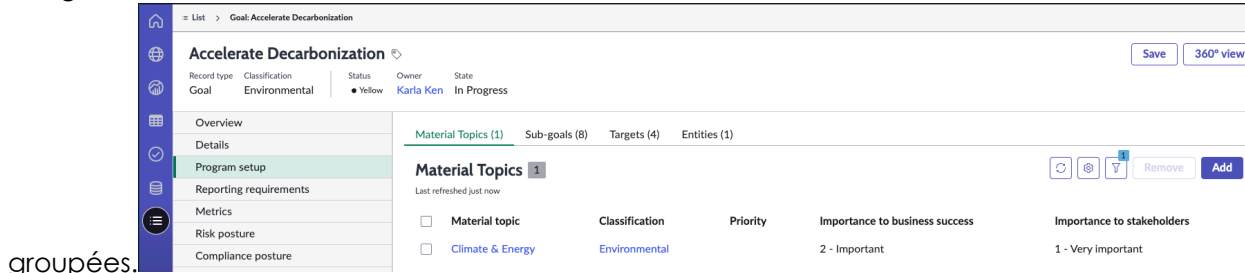 List > Goal: Accelerate Decarbonization
Accelerate Decarbonization
Save 360° view
Record type Classification Status Owner State
Goal Environmental Yellow Karla Ken In Progress
Overview
Details
Program setup
Reporting requirements
Metrics
Risk posture
Compliance posture
Material Topics (1) Sub-goals (8) Targets (4) Entities (1)
Material Topics 1
1
Remove Add
Last refreshed just now
Material topic Classification Priority Importance to business success Importance to stakeholders
Climate & Energy Environmental 2 - Important 1 - Very important
groupées.